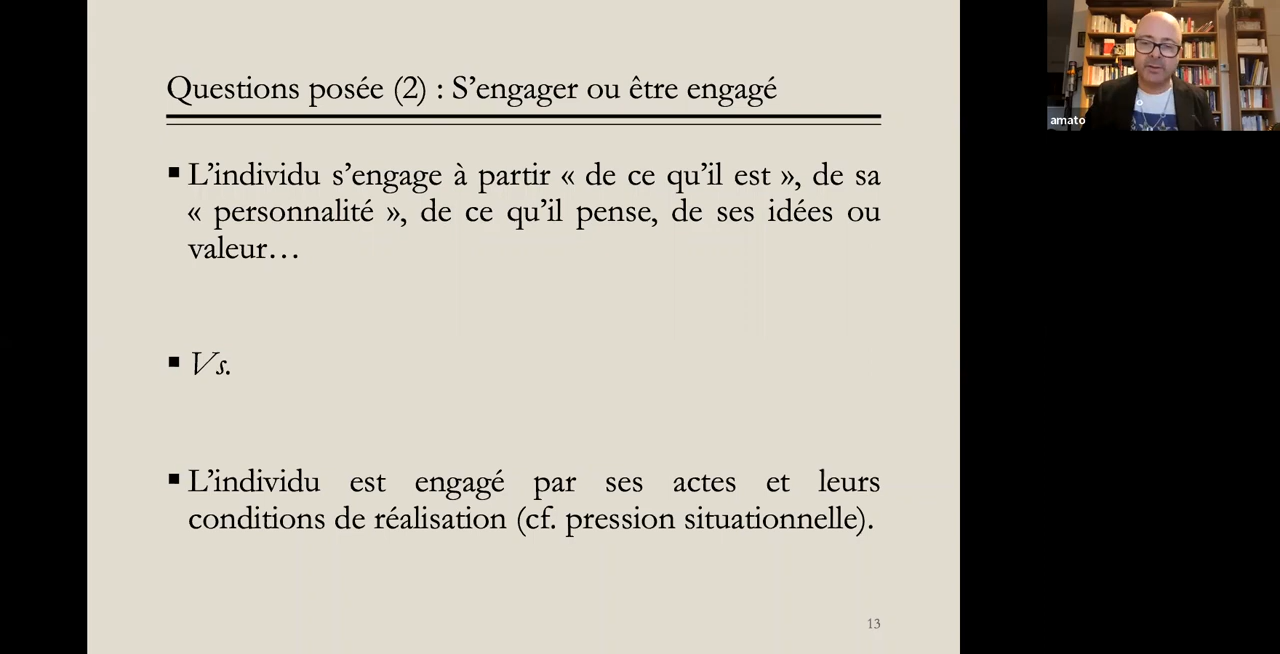 Questions posée (2) : S’engager ou être engagé
▪ L’individu s’engage à partir « de ce qu’il est », de sa
« personnalité », de ce qu’il pense, de ses idées ou
valeur…
▪ Vs.
▪ L’individu est engagé par ses actes et leurs
conditions de réalisation (cf. pression situationnelle).
13
amato